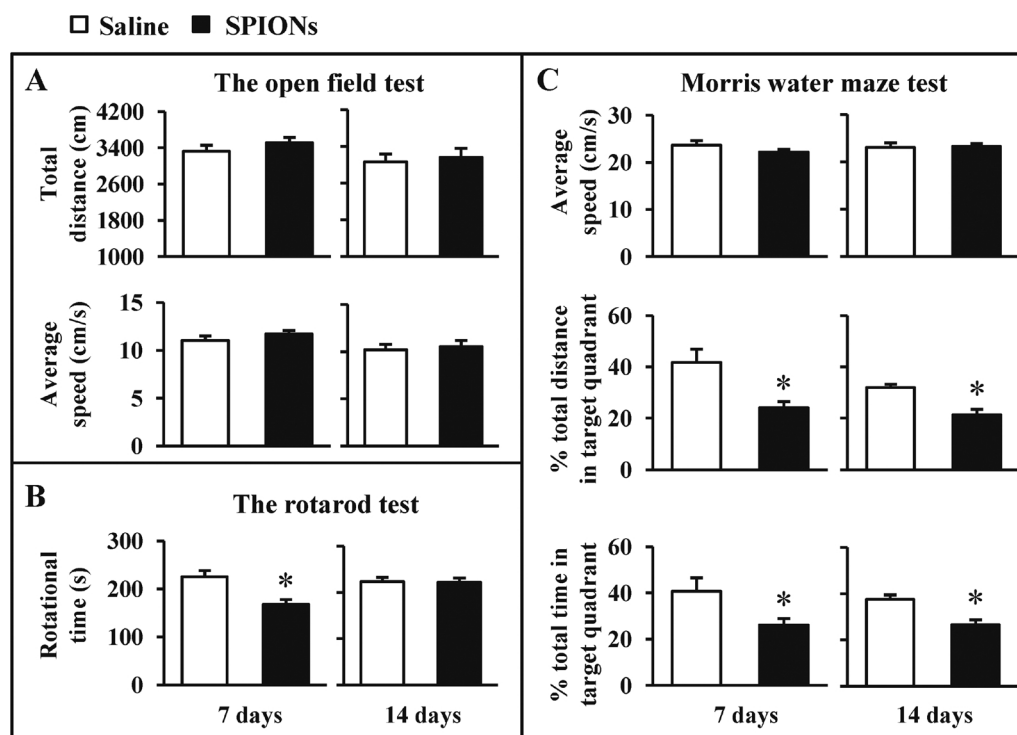 Saline SPIONs
A The open field test
Total
distance (cm)
4200
3400
2600
1800
1000
Average
speed (cm/s)
15
10
5
0
B The rotarod test
Rotational
time (s)
300
200
*
100
0
7 days 14 days
C Morris water maze test
Average
speed (cm/s)
30
20
10
0
% total distance
in target quadrant
60
40
* *
20
0
% total time in
target quadrant
60
40
* *
20
0
7 days 14 days